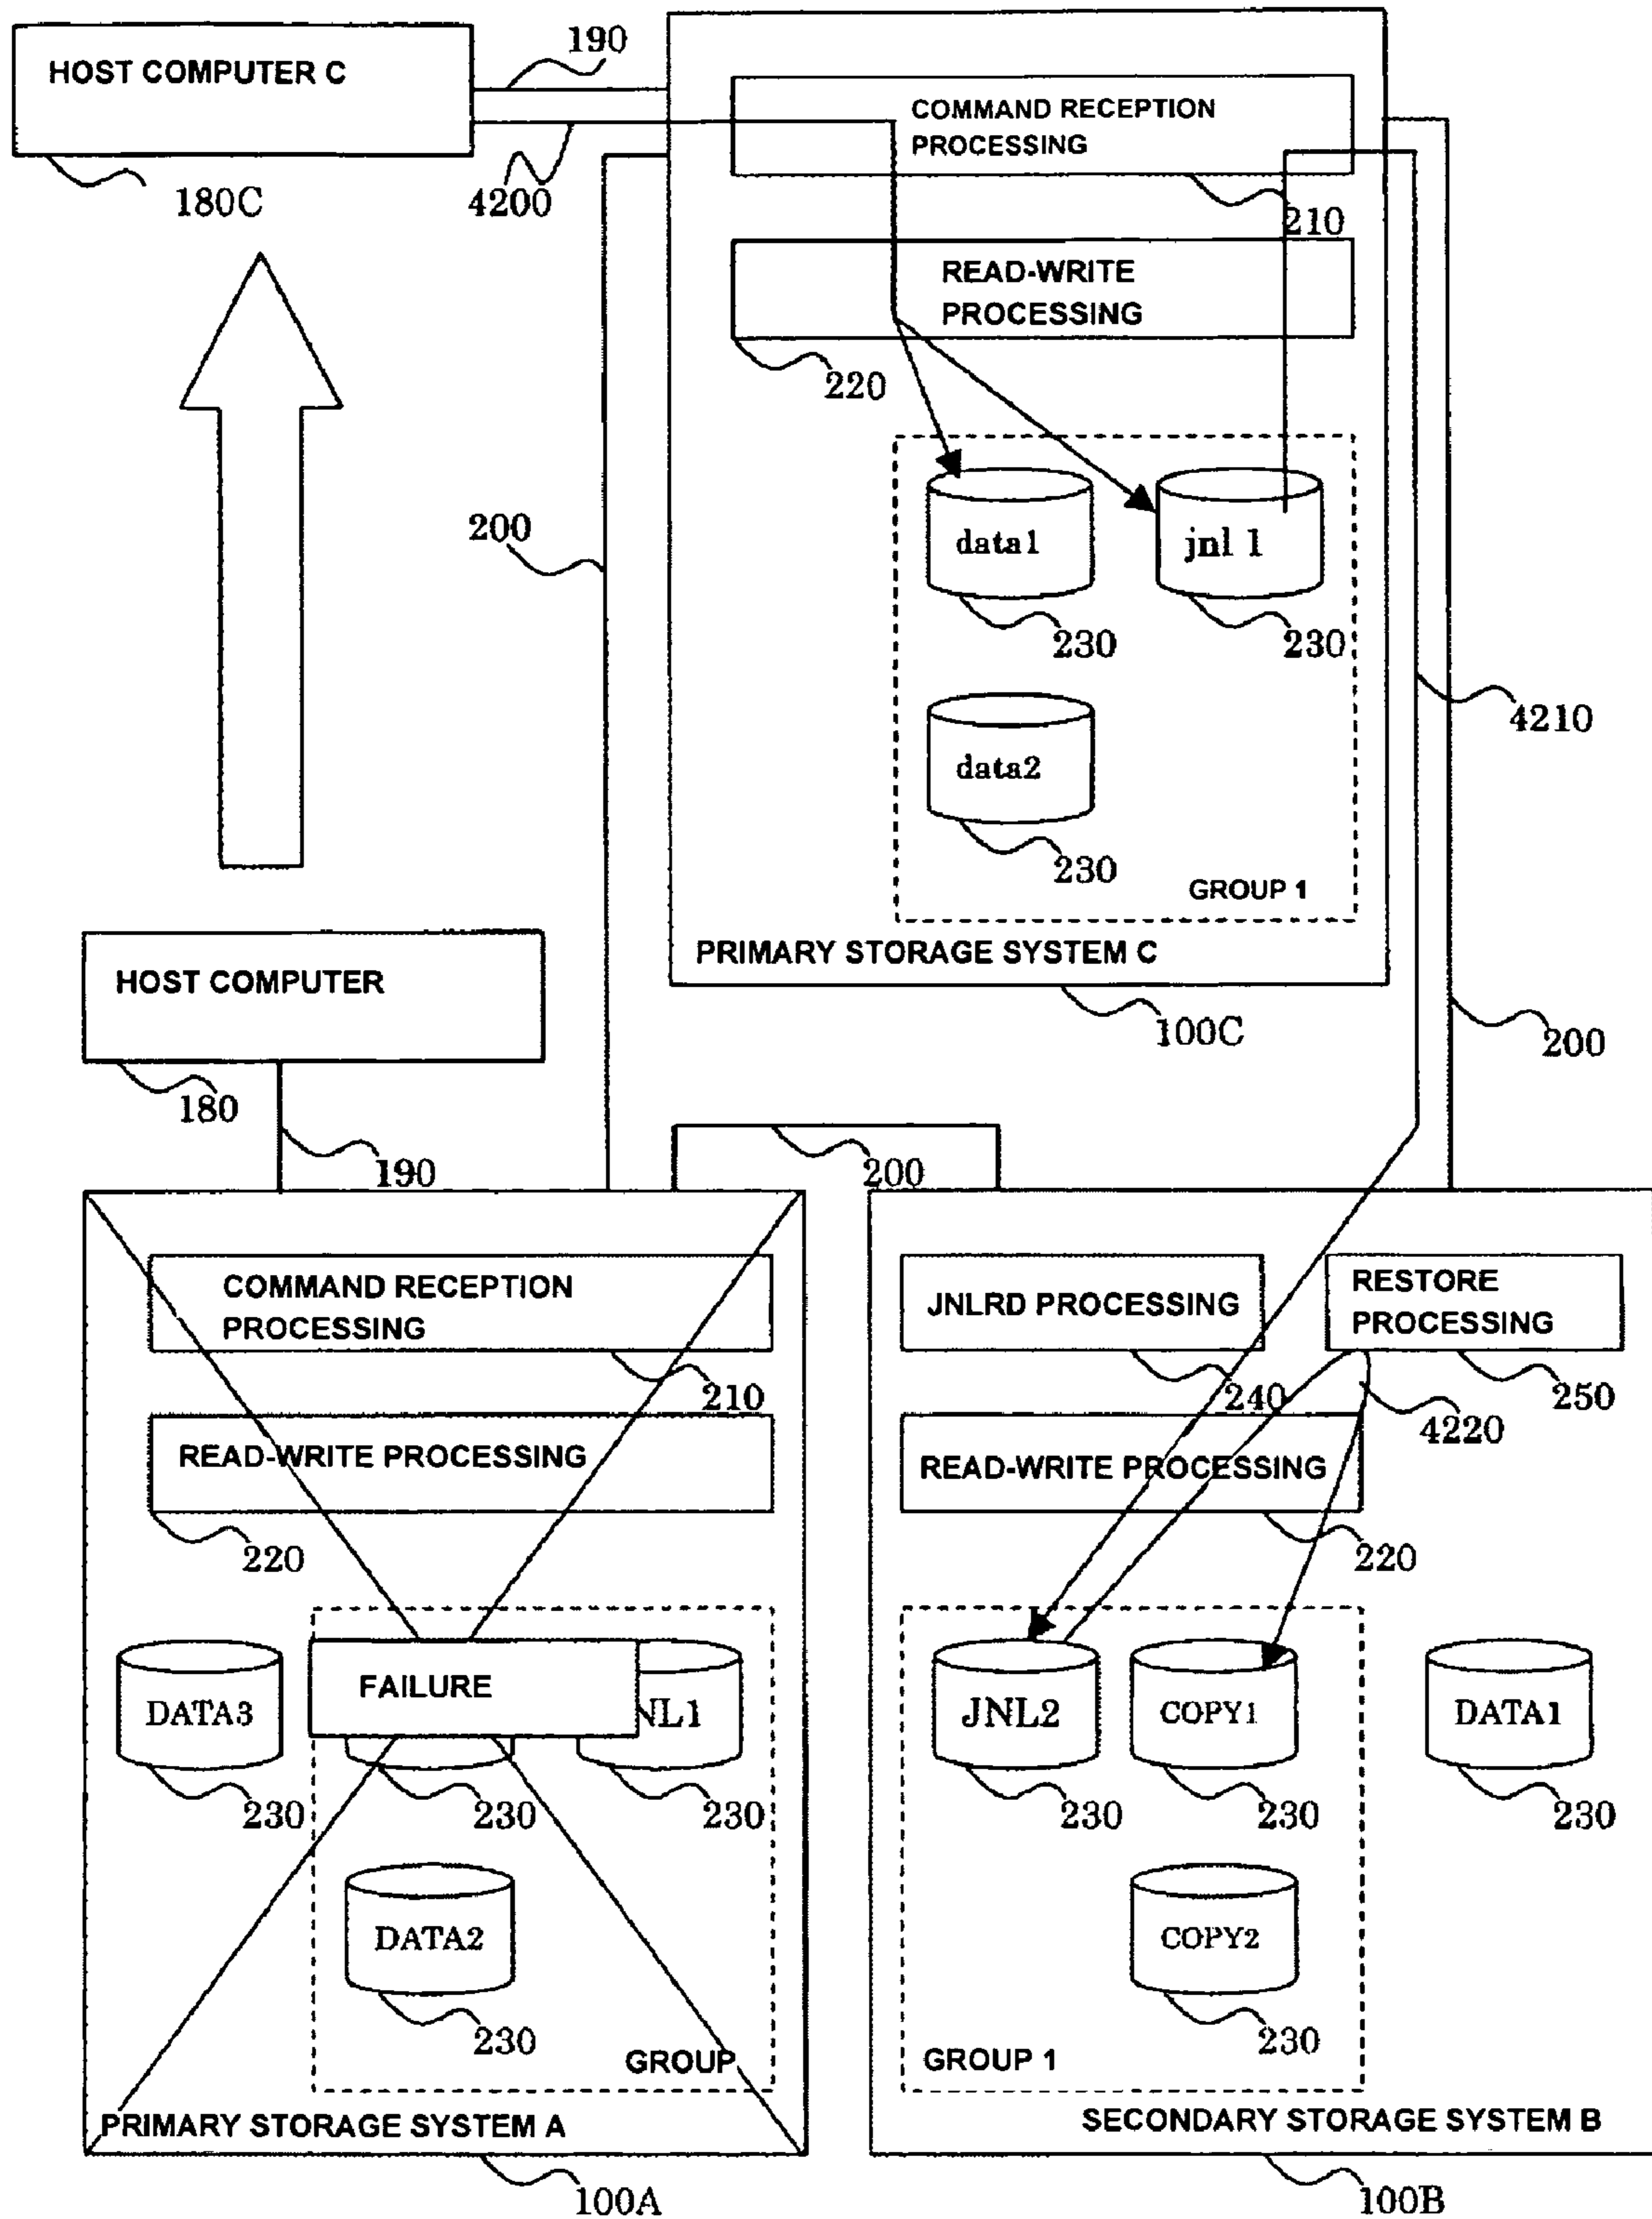 HOST COMPUTER C
180C
190
4200
COMMAND RECEPTION
PROCESSING
210
READ-WRITE
PROCESSING
220
data1
230
jnl 1
230
data2
230
GROUP 1
PRIMARY STORAGE SYSTEM C
100C
200
4210
200
HOST COMPUTER
180
190
200
COMMAND RECEPTION
PROCESSING
210
READ-WRITE PROCESSING
220
FAILURE
DATA3
230
230
NL1
230
DATA2
230
GROUP
PRIMARY STORAGE SYSTEM A
100A
JNLRD PROCESSING
240
RESTORE
PROCESSING
250
4220
READ-WRITE PROCESSING
220
JNL2
230
COPY1
230
DATA1
230
COPY2
230
GROUP 1
SECONDARY STORAGE SYSTEM B
100B